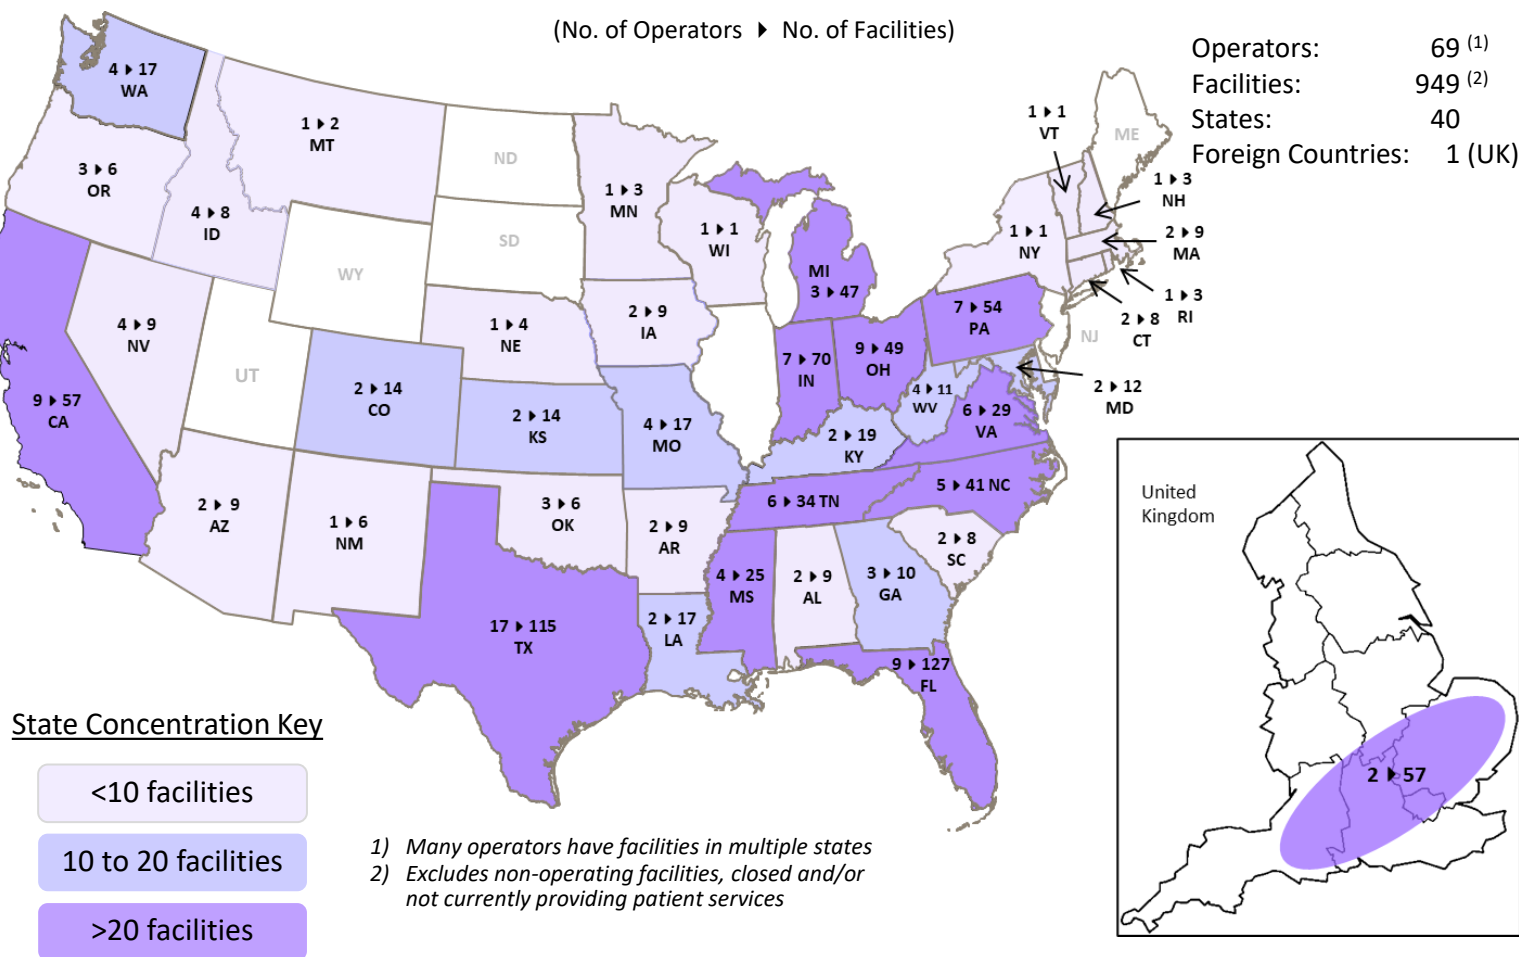 (No. of Operators ▶ No. of Facilities)
Operators: 69 (1)
Facilities: 949 (2)
States: 40
Foreign Countries: 1 (UK)
4 ▶ 17
WA
3 ▶ 6
OR
4 ▶ 8
ID
1 ▶ 2
MT
ND
SD
WY
UT
1 ▶ 3
MN
1 ▶ 1
WI
MI
3 ▶ 47
1 ▶ 1
NY
1 ▶ 1
VT
ME
1 ▶ 3
NH
2 ▶ 9
MA
1 ▶ 3
RI
2 ▶ 8
CT
NJ
2 ▶ 12
MD
7 ▶ 54
PA
9 ▶ 49
OH
7 ▶ 70
IN
4 ▶ 11
WV
6 ▶ 29
VA
2 ▶ 19
KY
5 ▶ 41 NC
6 ▶ 34 TN
2 ▶ 8
SC
3 ▶ 10
GA
2 ▶ 9
AL
4 ▶ 25
MS
9 ▶ 127
FL
2 ▶ 17
LA
2 ▶ 9
AR
4 ▶ 17
MO
2 ▶ 9
IA
1 ▶ 4
NE
2 ▶ 14
KS
2 ▶ 14
CO
3 ▶ 6
OK
17 ▶ 115
TX
1 ▶ 6
NM
2 ▶ 9
AZ
4 ▶ 9
NV
9 ▶ 57
CA
United
Kingdom
2 ▶ 57
State Concentration Key
<10 facilities
10 to 20 facilities
>20 facilities
1) Many operators have facilities in multiple states
2) Excludes non-operating facilities, closed and/or
not currently providing patient services